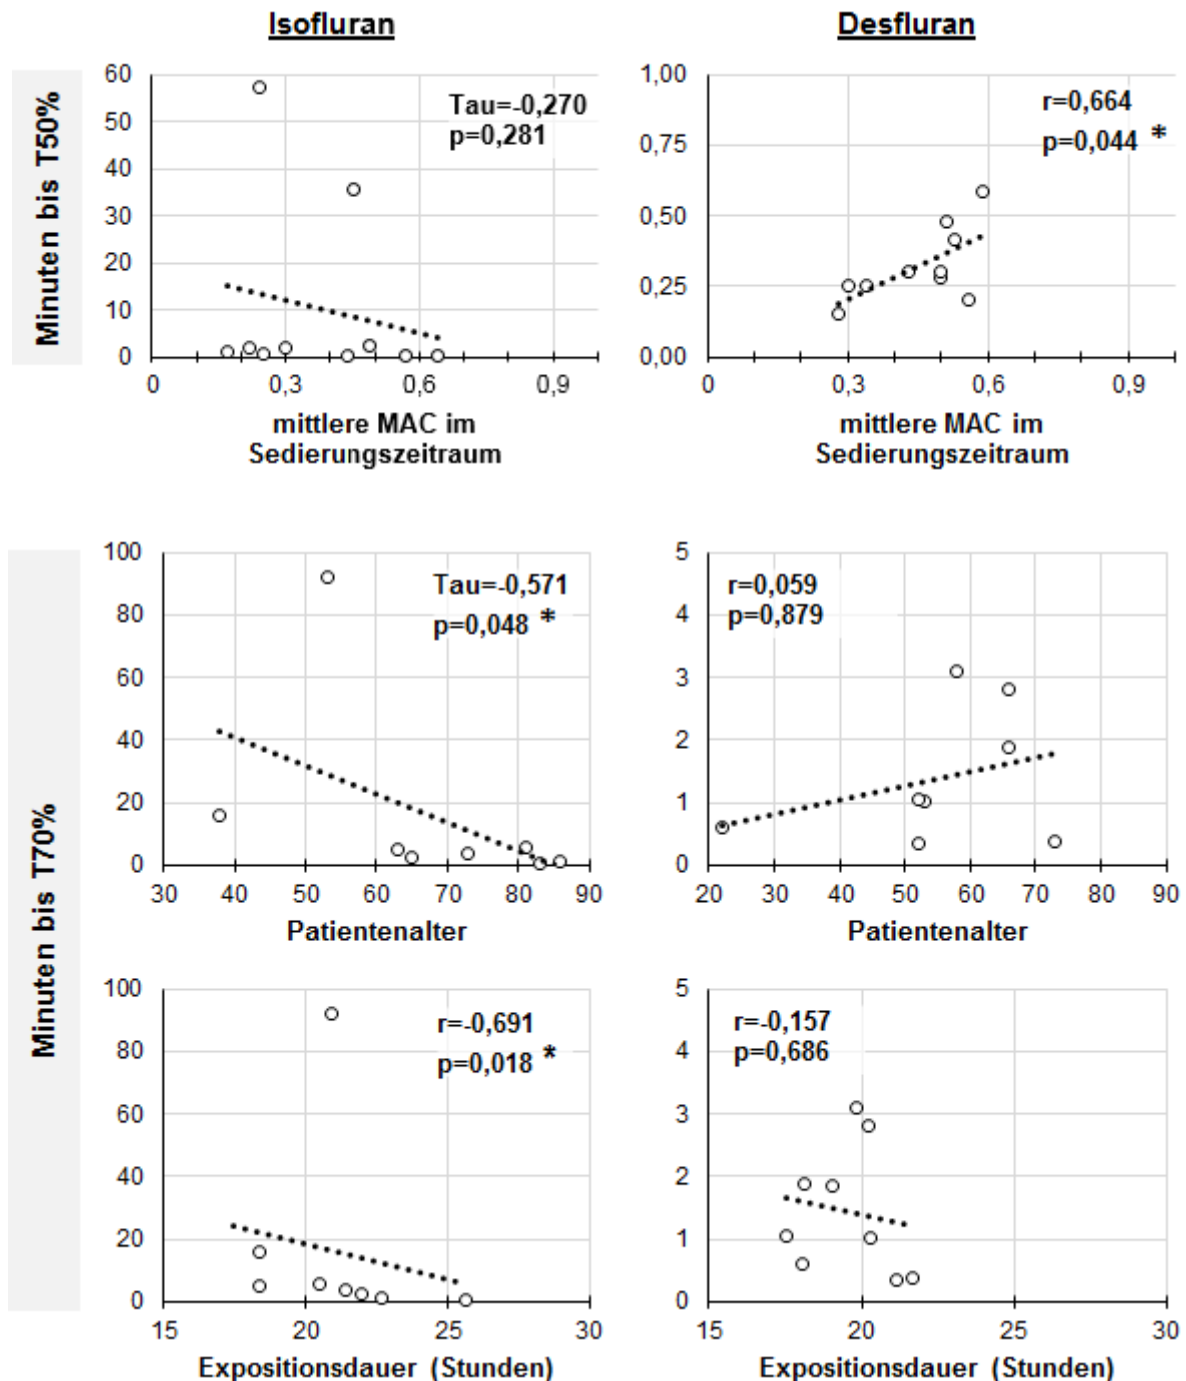 Isofluran
Desfluran
Minuten bis T50%
60
50
40
30
20
10
0
0
0,3
0,6
0,9
Tau=-0,270
p=0,281
mittlere MAC im
Sedierungszeitraum
1,00
0,75
0,50
0,25
0,00
0
0,3
0,6
0,9
r=0,664
p=0,044 *
mittlere MAC im
Sedierungszeitraum
Minuten bis T70%
100
80
60
40
20
0
30
40
50
60
70
80
90
Tau=-0,571
p=0,048 *
Patientenalter
5
4
3
2
1
0
22
40
50
60
70
80
90
r=0,059
p=0,879
Patientenalter
100
80
60
40
20
0
15
20
25
30
r=-0,691
p=0,018 *
Expositionsdauer (Stunden)
5
4
3
2
1
0
15
20
25
30
r=-0,157
p=0,686
Expositionsdauer (Stunden)